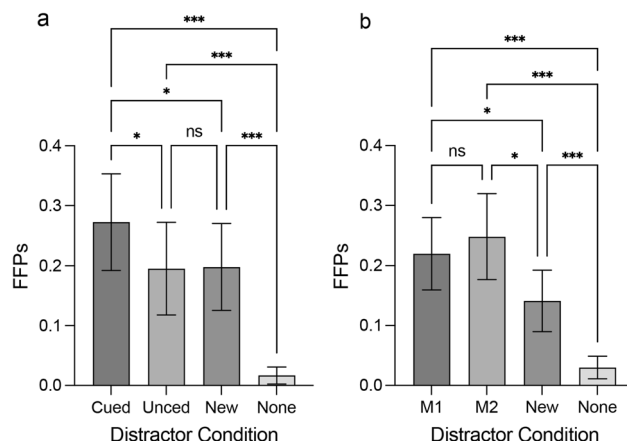 a
***
***
*
* ns ***
0.4
0.3
0.2
0.1
0.0
FFPs
Cued Unced New None
Distractor Condition
b
***
***
*
ns * ***
0.4
0.3
0.2
0.1
0.0
FFPs
M1 M2 New None
Distractor Condition